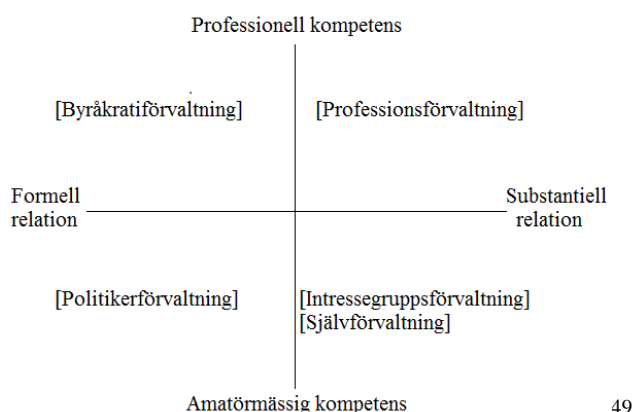 Professionell kompetens
[Byråkratiförvaltning] [Professionsförvaltning]
Formell
relation
Substantiell
relation
[Politikerförvaltning]
[Intressegruppsförvaltning]
[Självförvaltning]
Amatörmässig kompetens
49